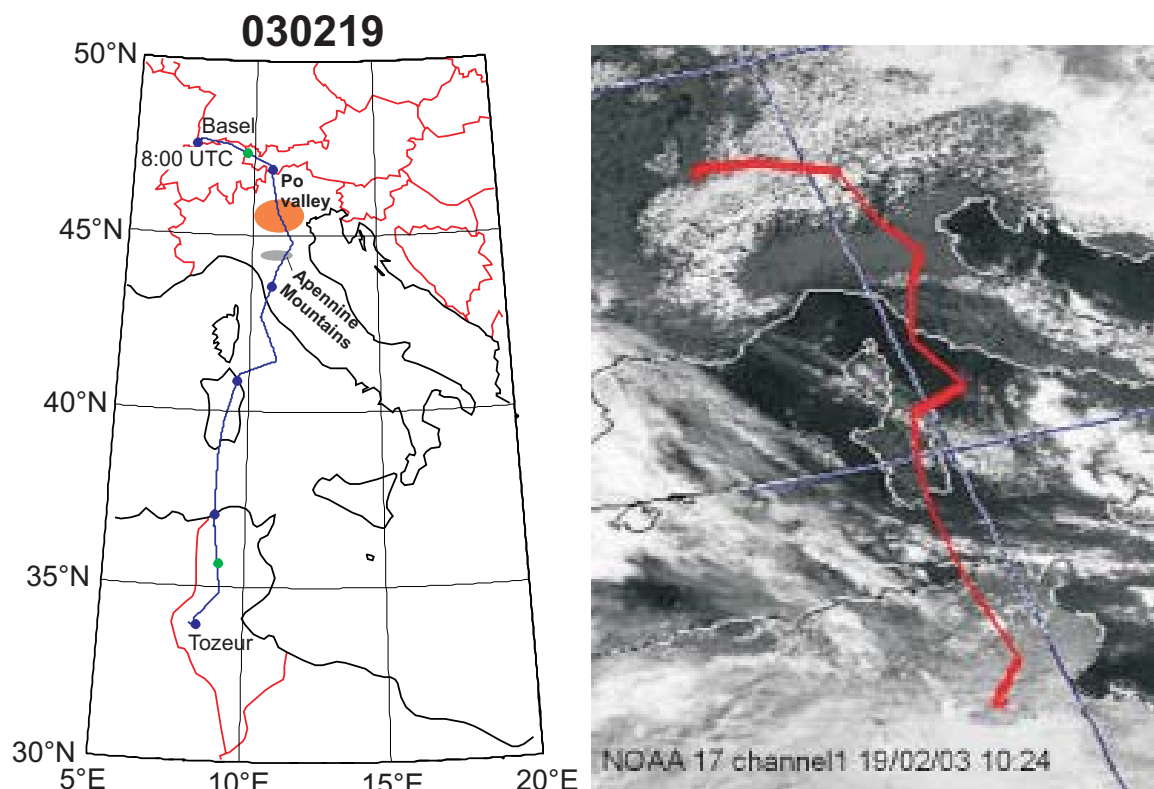 030219
50°N
Basel
8:00 UTC
Po
valley
45°N
Apennine
Mountains
40°N
35°N
Tozeur
30°N
5°E
10°E
15°E
20°E
NOAA 17 channel1 19/02/03 10:24